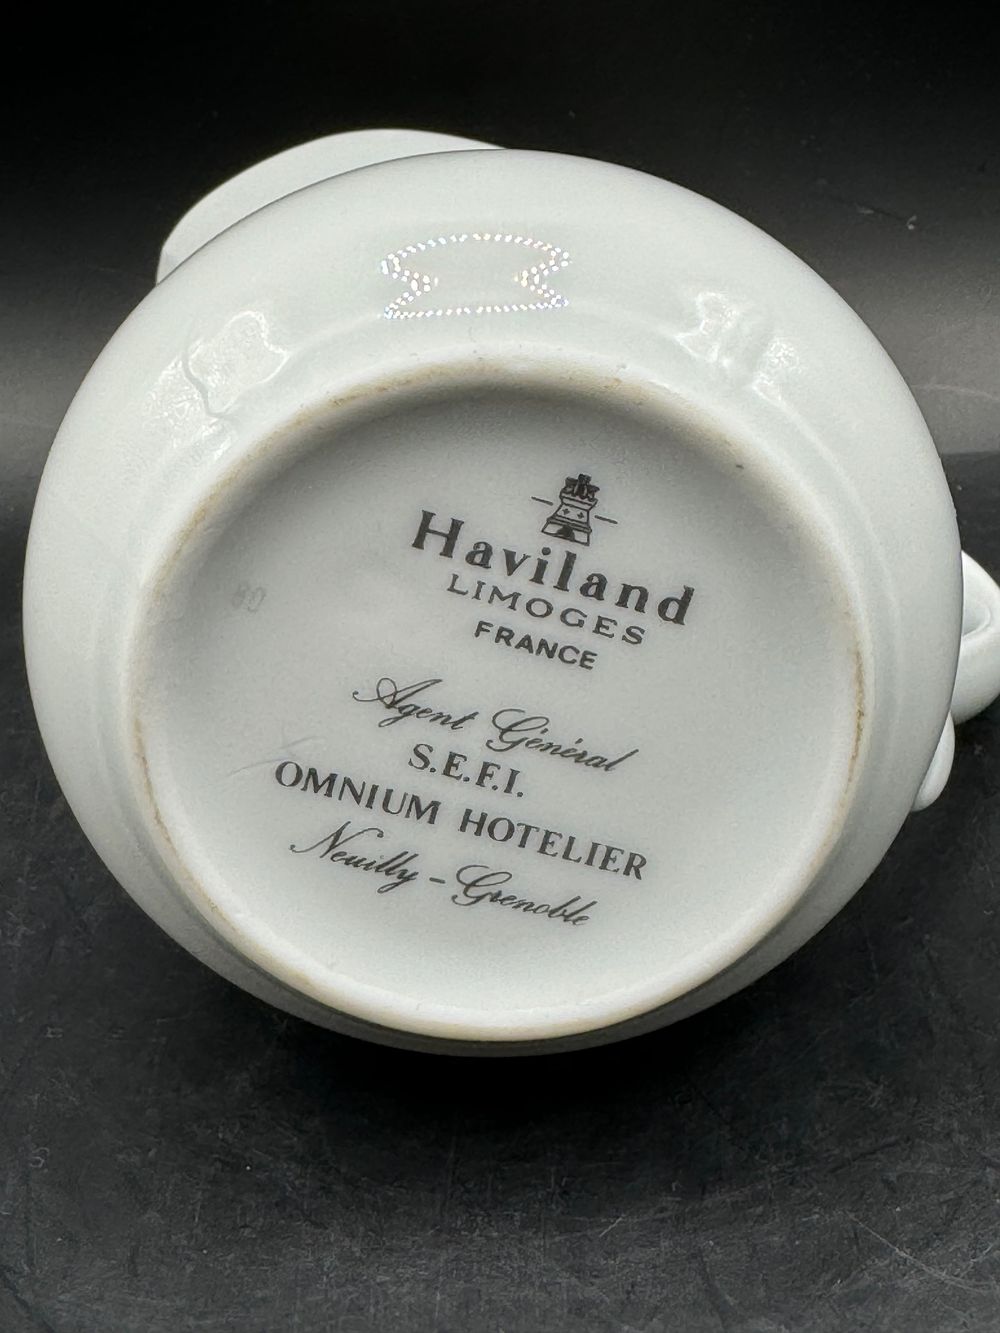 Haviland
LIMOGES
FRANCE
Agent Général
S.E.F.I.
OMNIUM HOTELIER
Neuilly - Grenoble